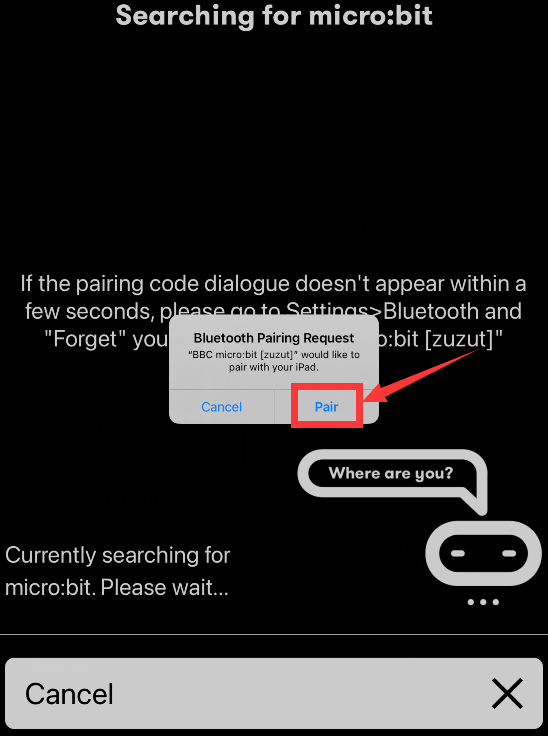 Searching for micro:bit
If the pairing code dialogue doesn't appear within a
few seconds, please go to Settings>Bluetooth and
"Forget" you o:bit [zuzut]"
Bluetooth Pairing Request
“BBC micro:bit [zuzut]” would like to
pair with your iPad.
Cancel
Pair
Where are you?
Currently searching for
micro:bit. Please wait...
Cancel